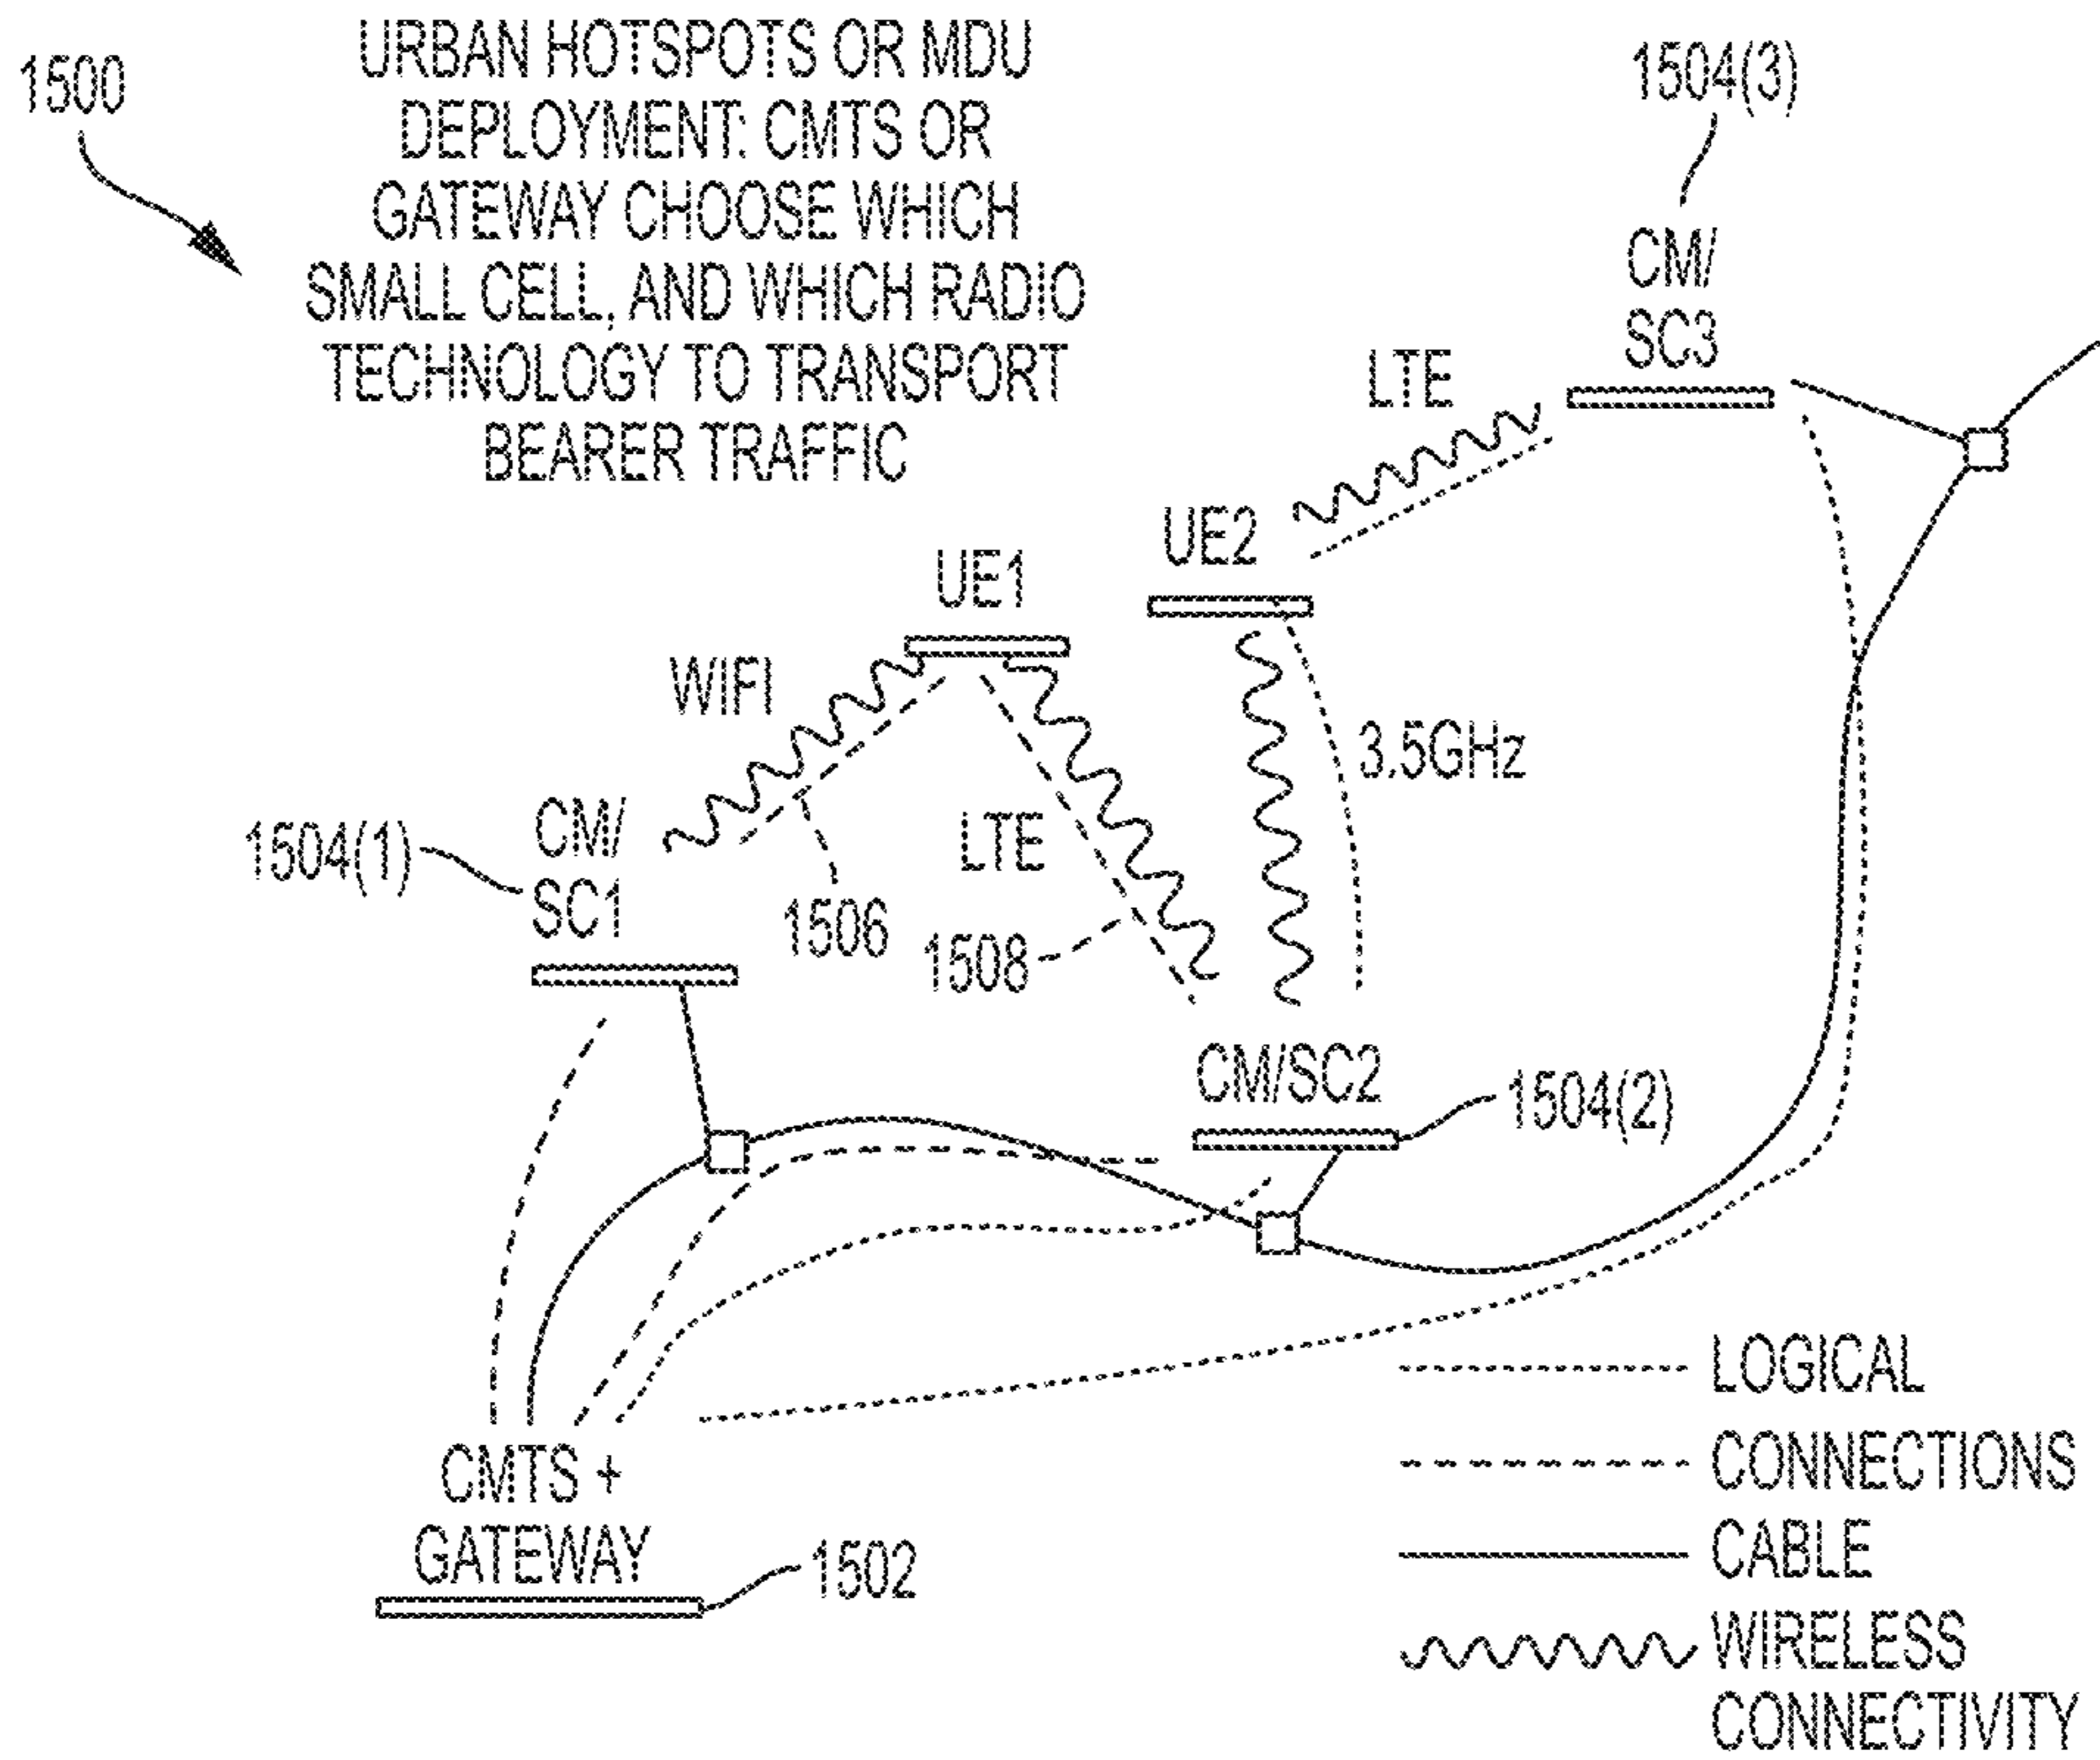 1500
URBAN HOTSPOTS OR MDU
DEPLOYMENT: CMTS OR
GATEWAY CHOOSE WHICH
SMALL CELL, AND WHICH RADIO
TECHNOLOGY TO TRANSPORT
BEARER TRAFFIC
1504(3)
CM/
SC3
LTE
UE2
UE1
WIFI
3.5GHz
CM/
SC1
1504(1)
LTE
1506
1508
CM/SC2
1504(2)
CMTS +
GATEWAY
1502
LOGICAL
CONNECTIONS
CABLE
WIRELESS
CONNECTIVITY